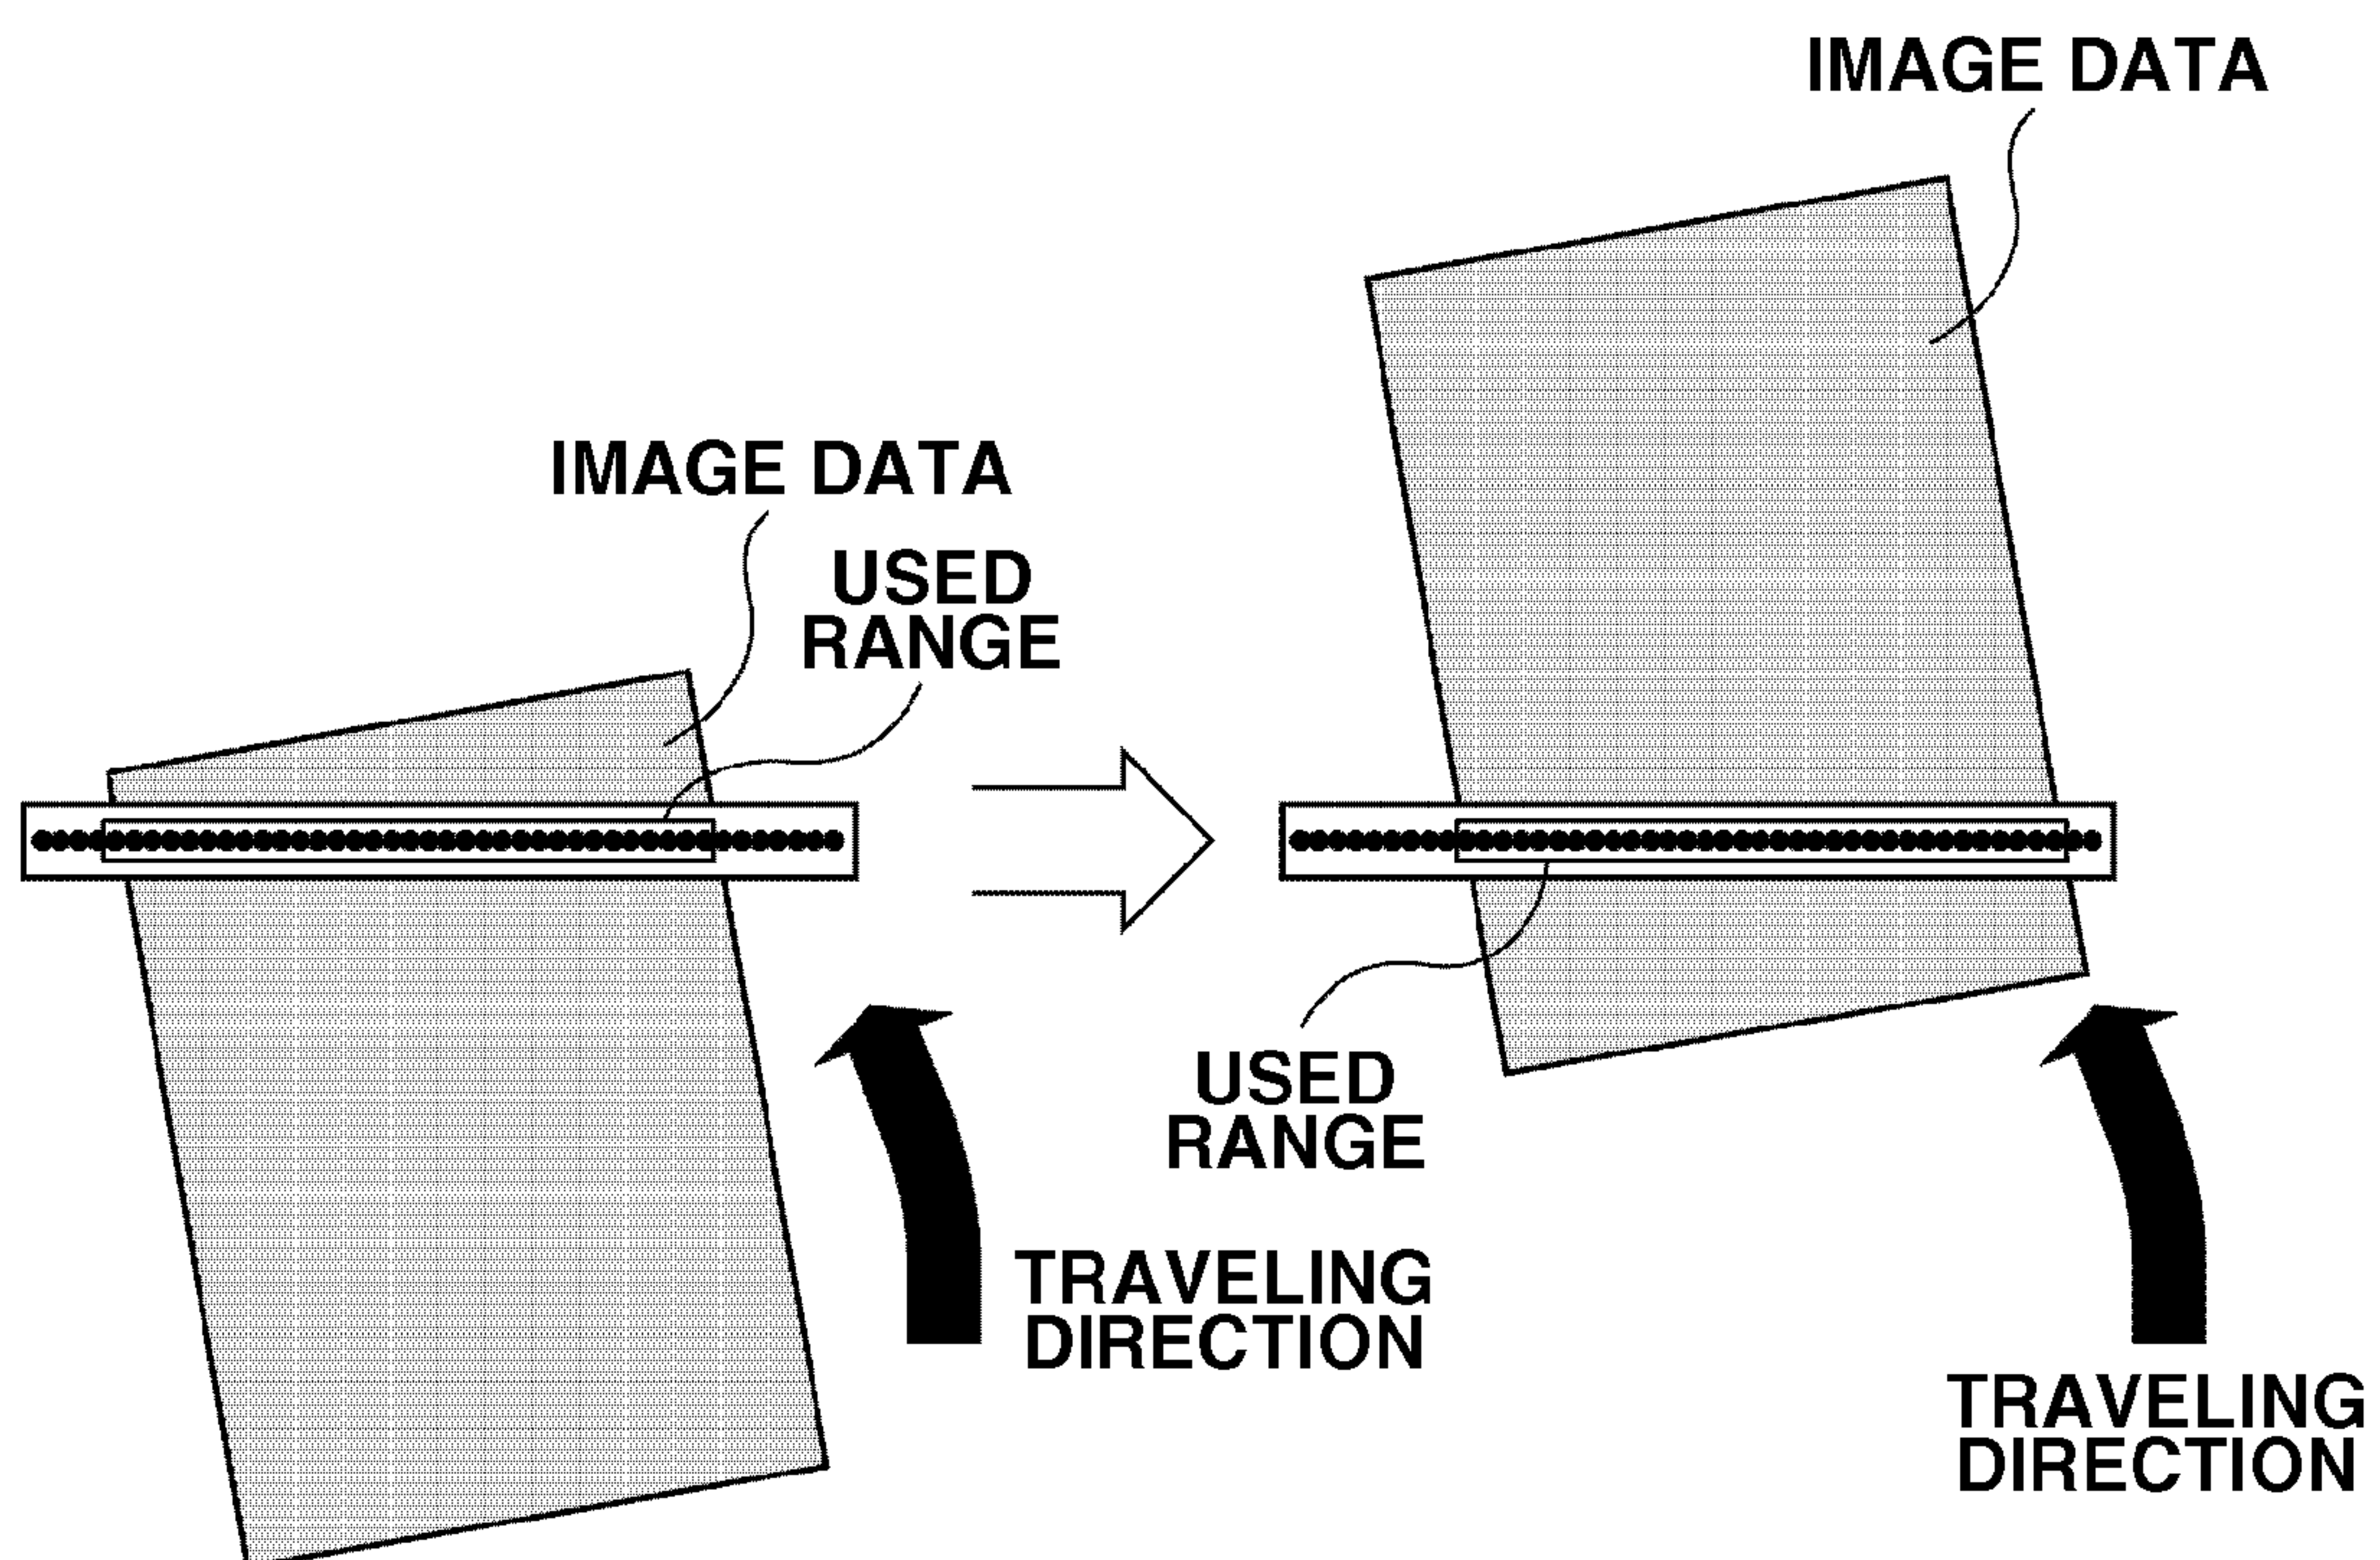 IMAGE DATA
IMAGE DATA
USED
RANGE
USED
RANGE
TRAVELING
DIRECTION
TRAVELING
DIRECTION